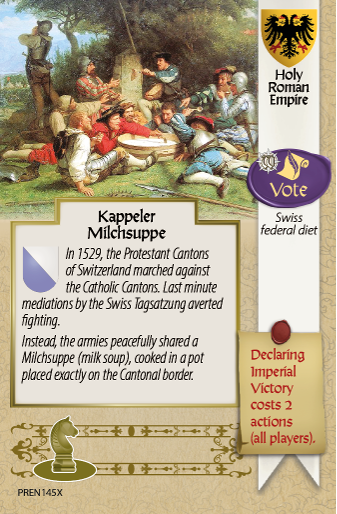 Holy
Roman
Empire
Vote
Swiss
federal diet
Kappeler
Milchsuppe
In 1529, the Protestant Cantons
of Switzerland marched against
the Catholic Cantons. Last minute
mediations by the Swiss Tagsatzung averted
fighting.
Instead, the armies peacefully shared a
Milchsuppe (milk soup), cooked in a pot
placed exactly on the Cantonal border.
Declaring
Imperial
Victory
costs 2
actions
(all players).
PREN145X